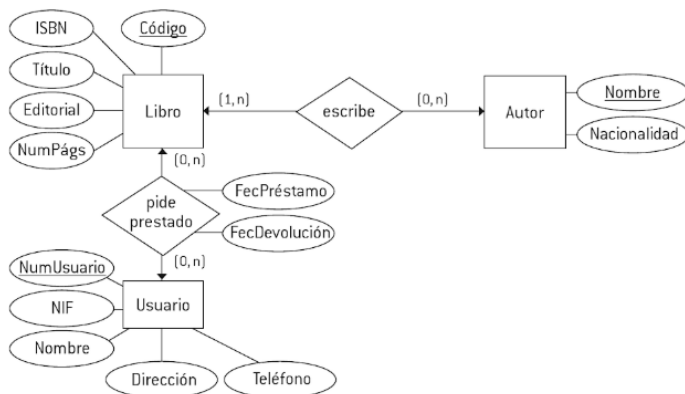 ISBN
Código
Título
Editorial
NumPágs
Libro
(1, n)
escribe
(0, n)
Autor
Nombre
Nacionalidad
(0, n)
pide
prestado
FecPréstamo
FecDevolución
(0, n)
NumUsuario
NIF
Nombre
Usuario
Dirección
Teléfono